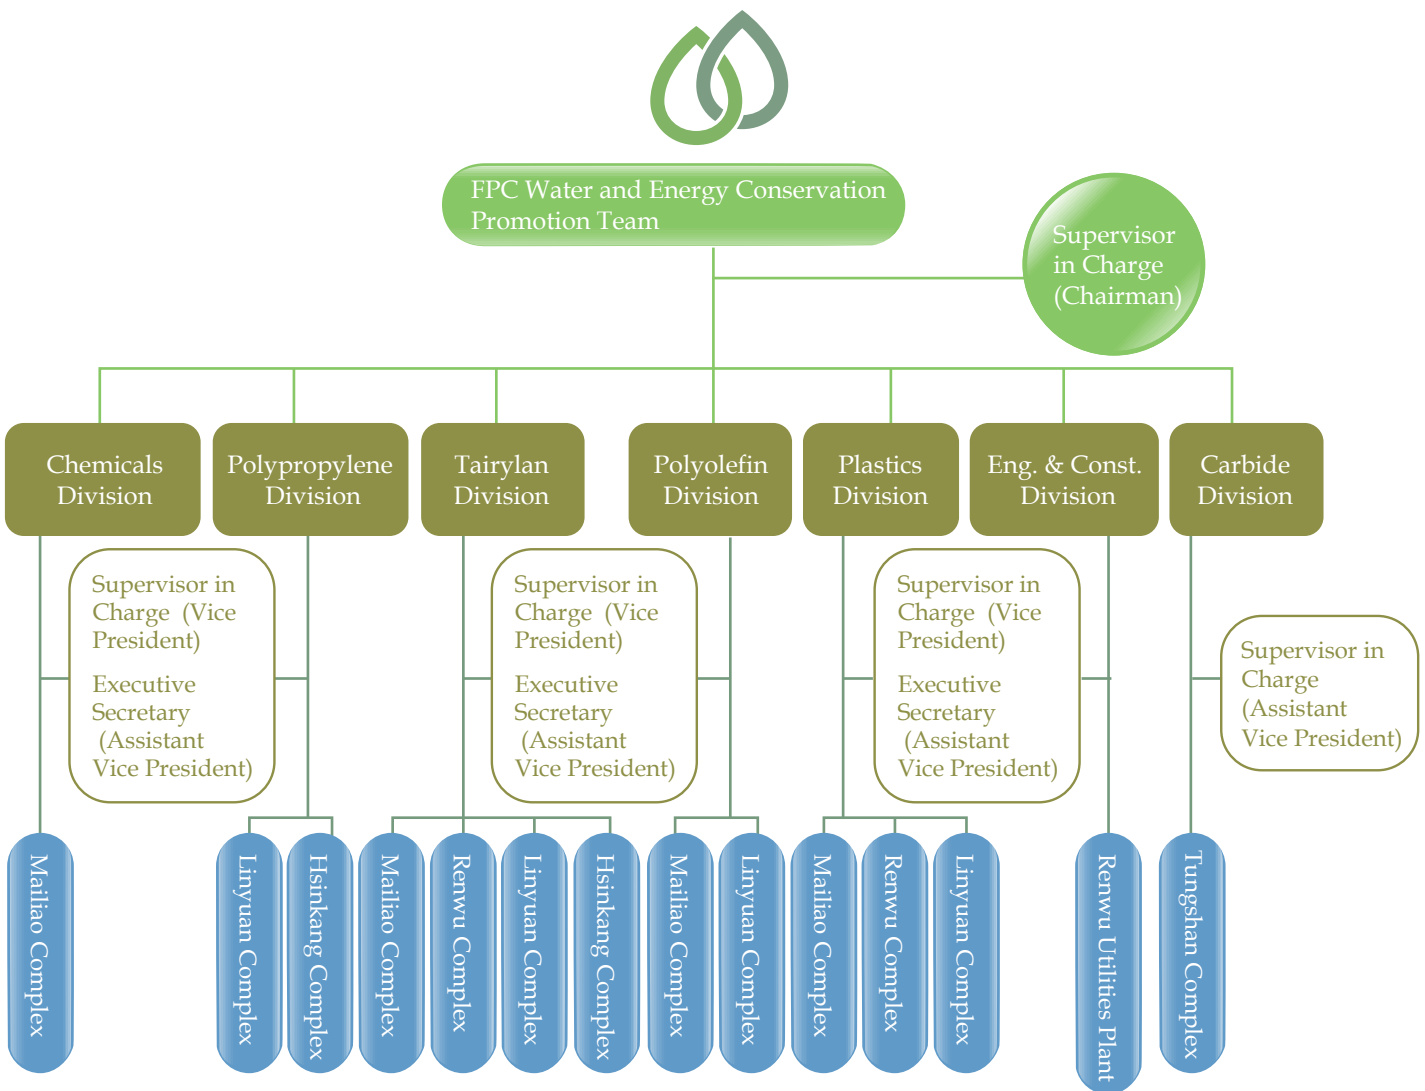 FPC Water and Energy Conservation
Promotion Team
Supervisor
in Charge
(Chairman)
Chemicals
Division
Polypropylene
Division
Tairylan
Division
Polyolefin
Division
Plastics
Division
Eng. & Const.
Division
Carbide
Division
Supervisor in
Charge (Vice
President)
Executive
Secretary
(Assistant
Vice President)
Supervisor in
Charge (Vice
President)
Executive
Secretary
(Assistant
Vice President)
Supervisor in
Charge (Vice
President)
Executive
Secretary
(Assistant
Vice President)
Supervisor in
Charge
(Assistant
Vice President)
Mailiao Complex
Linyuan Complex
Hsinkang Complex
Mailiao Complex
Renwu Complex
Linyuan Complex
Hsinkang Complex
Mailiao Complex
Linyuan Complex
Mailiao Complex
Renwu Complex
Linyuan Complex
Renwu Utilities Plant
Tungshan Complex